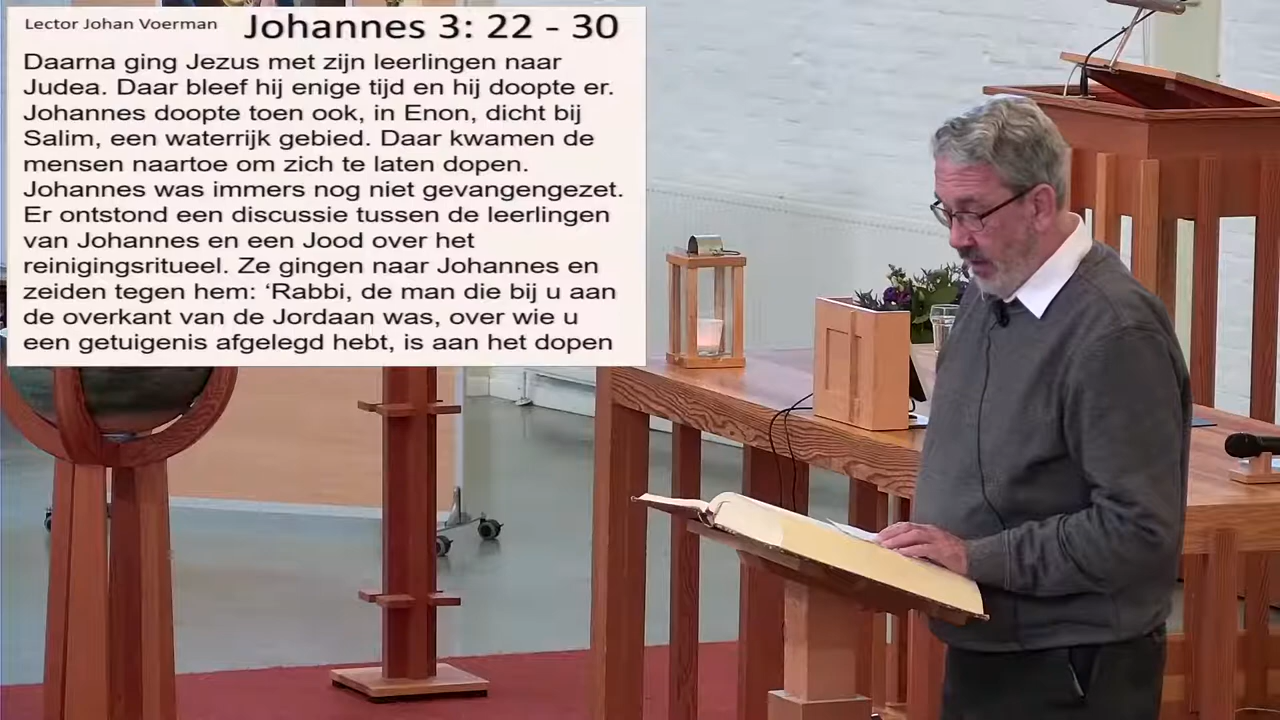 Lector Johan Voerman
Johannes 3: 22 - 30
Daarna ging Jezus met zijn leerlingen naar
Judea. Daar bleef hij enige tijd en hij doopte er.
Johannes doopte toen ook, in Enon, dicht bij
Salim, een waterrijk gebied. Daar kwamen de
mensen naartoe om zich te laten dopen.
Johannes was immers nog niet gevangengezet.
Er ontstond een discussie tussen de leerlingen
van Johannes en een Jood over het
reinigingsritueel. Ze gingen naar Johannes en
zeiden tegen hem: ‘Rabbi, de man die bij u aan
de overkant van de Jordaan was, over wie u
een getuigenis afgelegd hebt, is aan het dopen